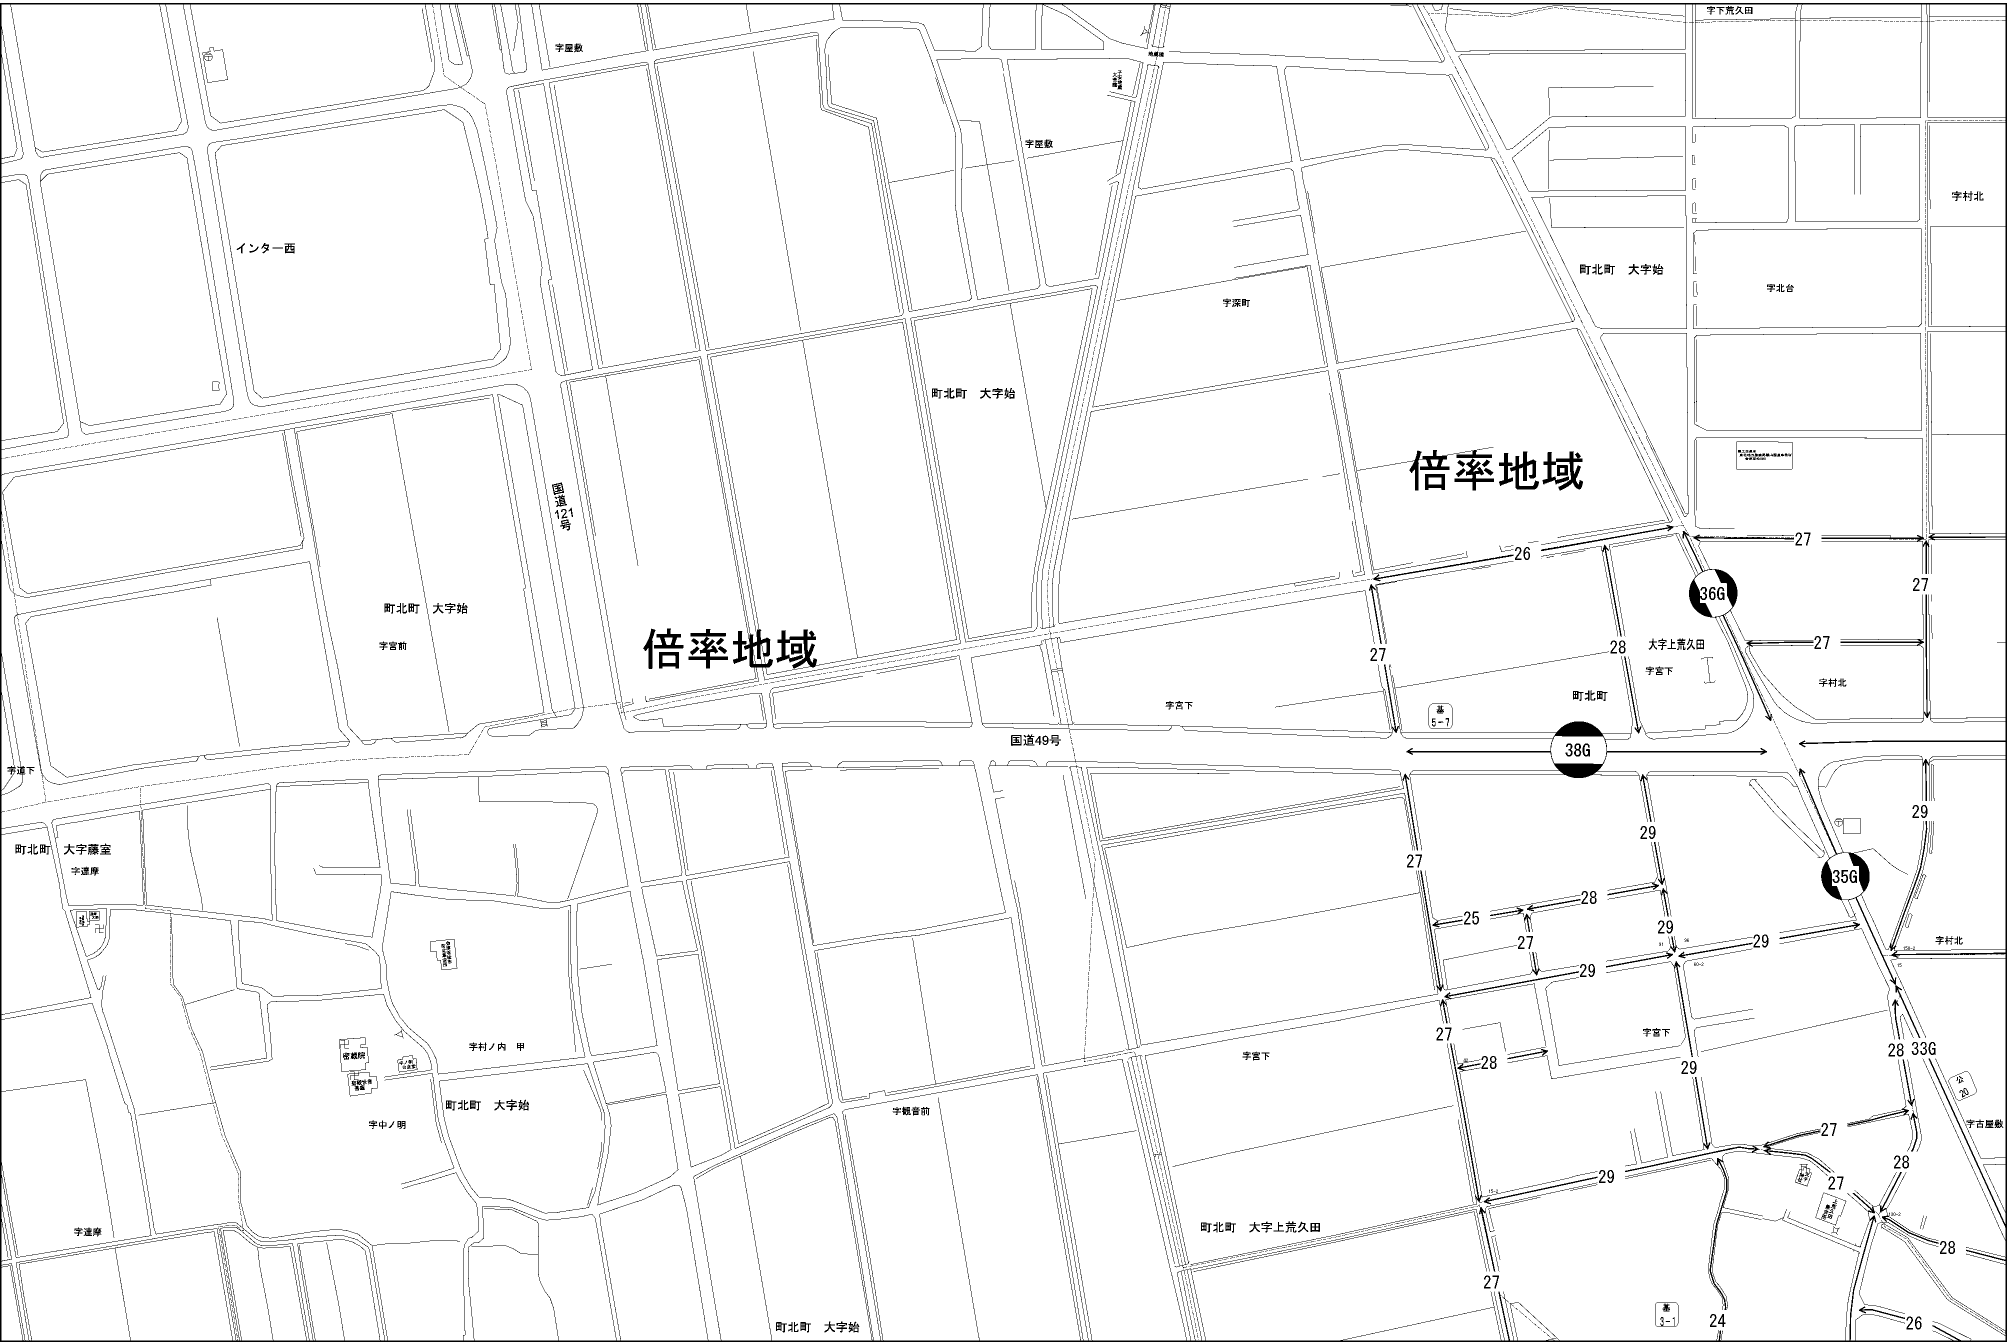 字下荒久田
字屋敷
字屋敷
字村北
インター西
町北町　大字始
字北台
字深町
町北町　大字始
倍率地域
国道121号
26
27
27
36G
町北町　大字始
字宮前
倍率地域
27
28
大字上荒久田
字宮下
27
字村北
町北町
字宮下
基
5-7
国道49号
38G
字道下
町北町　大字藤室
字達摩
29
29
27
35G
28
25
29
27
29
字村北
29
密蔵院
字村ノ内　甲
字宮下
27
字宮下
28
33G
28
29
公
20
町北町　大字始
字観音前
字中ノ明
字古屋敷
27
28
29
27
字達摩
町北町　大字上荒久田
28
27
基
3-1
24
26
町北町　大字始